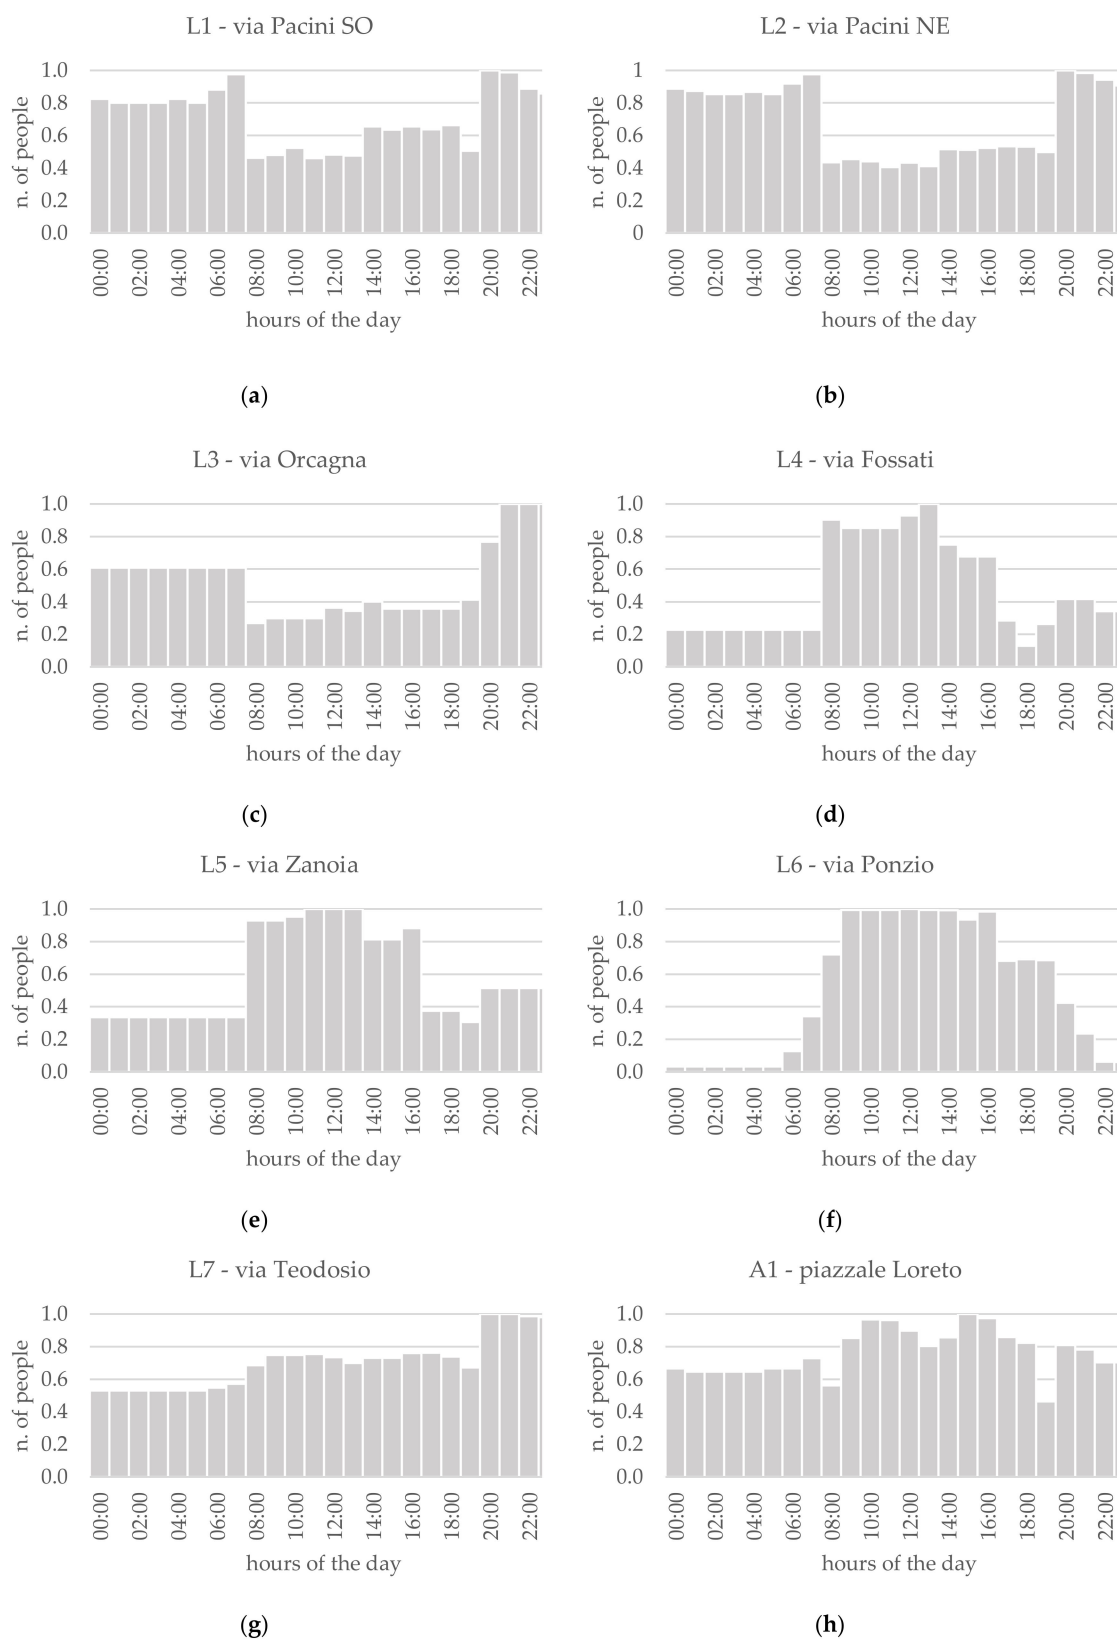 L1 - via Pacini SO
n. of people
1.0
0.8
0.6
0.4
0.2
0.0
00:00 02:00 04:00 06:00 08:00 10:00 12:00 14:00 16:00 18:00 20:00 22:00
hours of the day
(a)
L2 - via Pacini NE
n. of people
1
0.8
0.6
0.4
0.2
0
00:00 02:00 04:00 06:00 08:00 10:00 12:00 14:00 16:00 18:00 20:00 22:00
hours of the day
(b)
L3 - via Orcagna
n. of people
1.0
0.8
0.6
0.4
0.2
0.0
00:00 02:00 04:00 06:00 08:00 10:00 12:00 14:00 16:00 18:00 20:00 22:00
hours of the day
(c)
L4 - via Fossati
n. of people
1.0
0.8
0.6
0.4
0.2
0.0
00:00 02:00 04:00 06:00 08:00 10:00 12:00 14:00 16:00 18:00 20:00 22:00
hours of the day
(d)
L5 - via Zanoia
n. of people
1.0
0.8
0.6
0.4
0.2
0.0
00:00 02:00 04:00 06:00 08:00 10:00 12:00 14:00 16:00 18:00 20:00 22:00
hours of the day
(e)
L6 - via Ponzio
n. of people
1.0
0.8
0.6
0.4
0.2
0.0
00:00 02:00 04:00 06:00 08:00 10:00 12:00 14:00 16:00 18:00 20:00 22:00
hours of the day
(f)
L7 - via Teodosio
n. of people
1.0
0.8
0.6
0.4
0.2
0.0
00:00 02:00 04:00 06:00 08:00 10:00 12:00 14:00 16:00 18:00 20:00 22:00
hours of the day
(g)
A1 - piazzale Loreto
n. of people
1.0
0.8
0.6
0.4
0.2
0.0
00:00 02:00 04:00 06:00 08:00 10:00 12:00 14:00 16:00 18:00 20:00 22:00
hours of the day
(h)